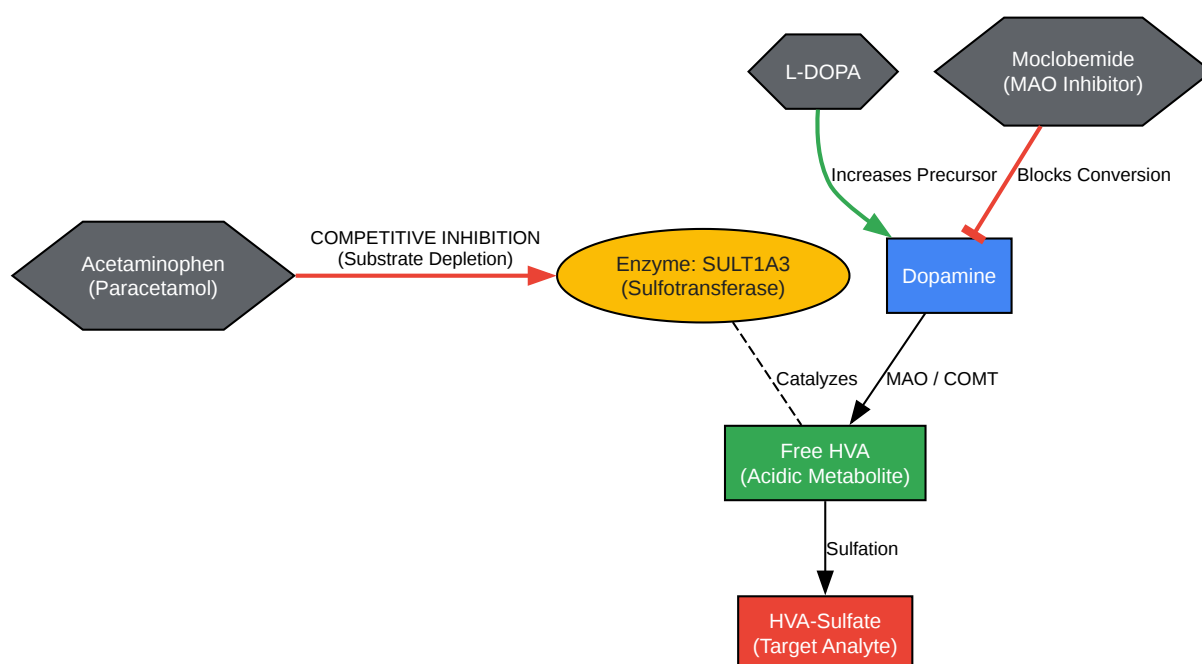 L-DOPA
Moclobemide
(MAO Inhibitor)
Increases Precursor
Blocks Conversion
Acetaminophen
(Paracetamol)
COMPETITIVE INHIBITION
(Substrate Depletion)
Enzyme: SULT1A3
(Sulfotransferase)
Dopamine
Catalyzes
MAO / COMT
Free HVA
(Acidic Metabolite)
Sulfation
HVA-Sulfate
(Target Analyte)